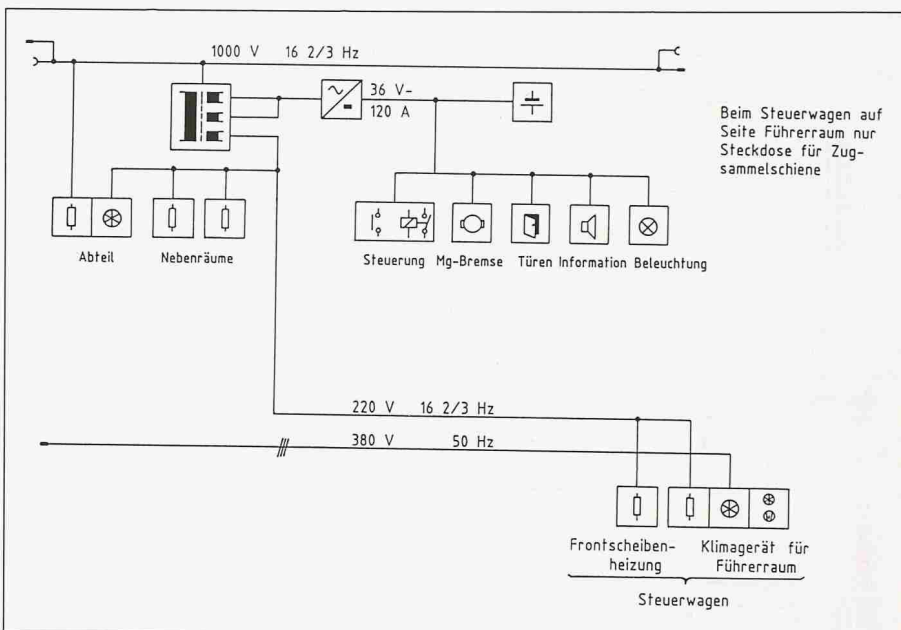 1000 V 16 2/3 Hz
36 V-
120 A
Beim Steuerwagen auf
Seite Führerraum nur
Steckdose für Zug-
sammelschiene
Abteil Nebenräume
Steuerung Mg-Bremse Türen Information Beleuchtung
220 V 16 2/3 Hz
380 V 50 Hz
Frontscheiben-
heizung
Klimagerät für
Führerraum
Steuerwagen